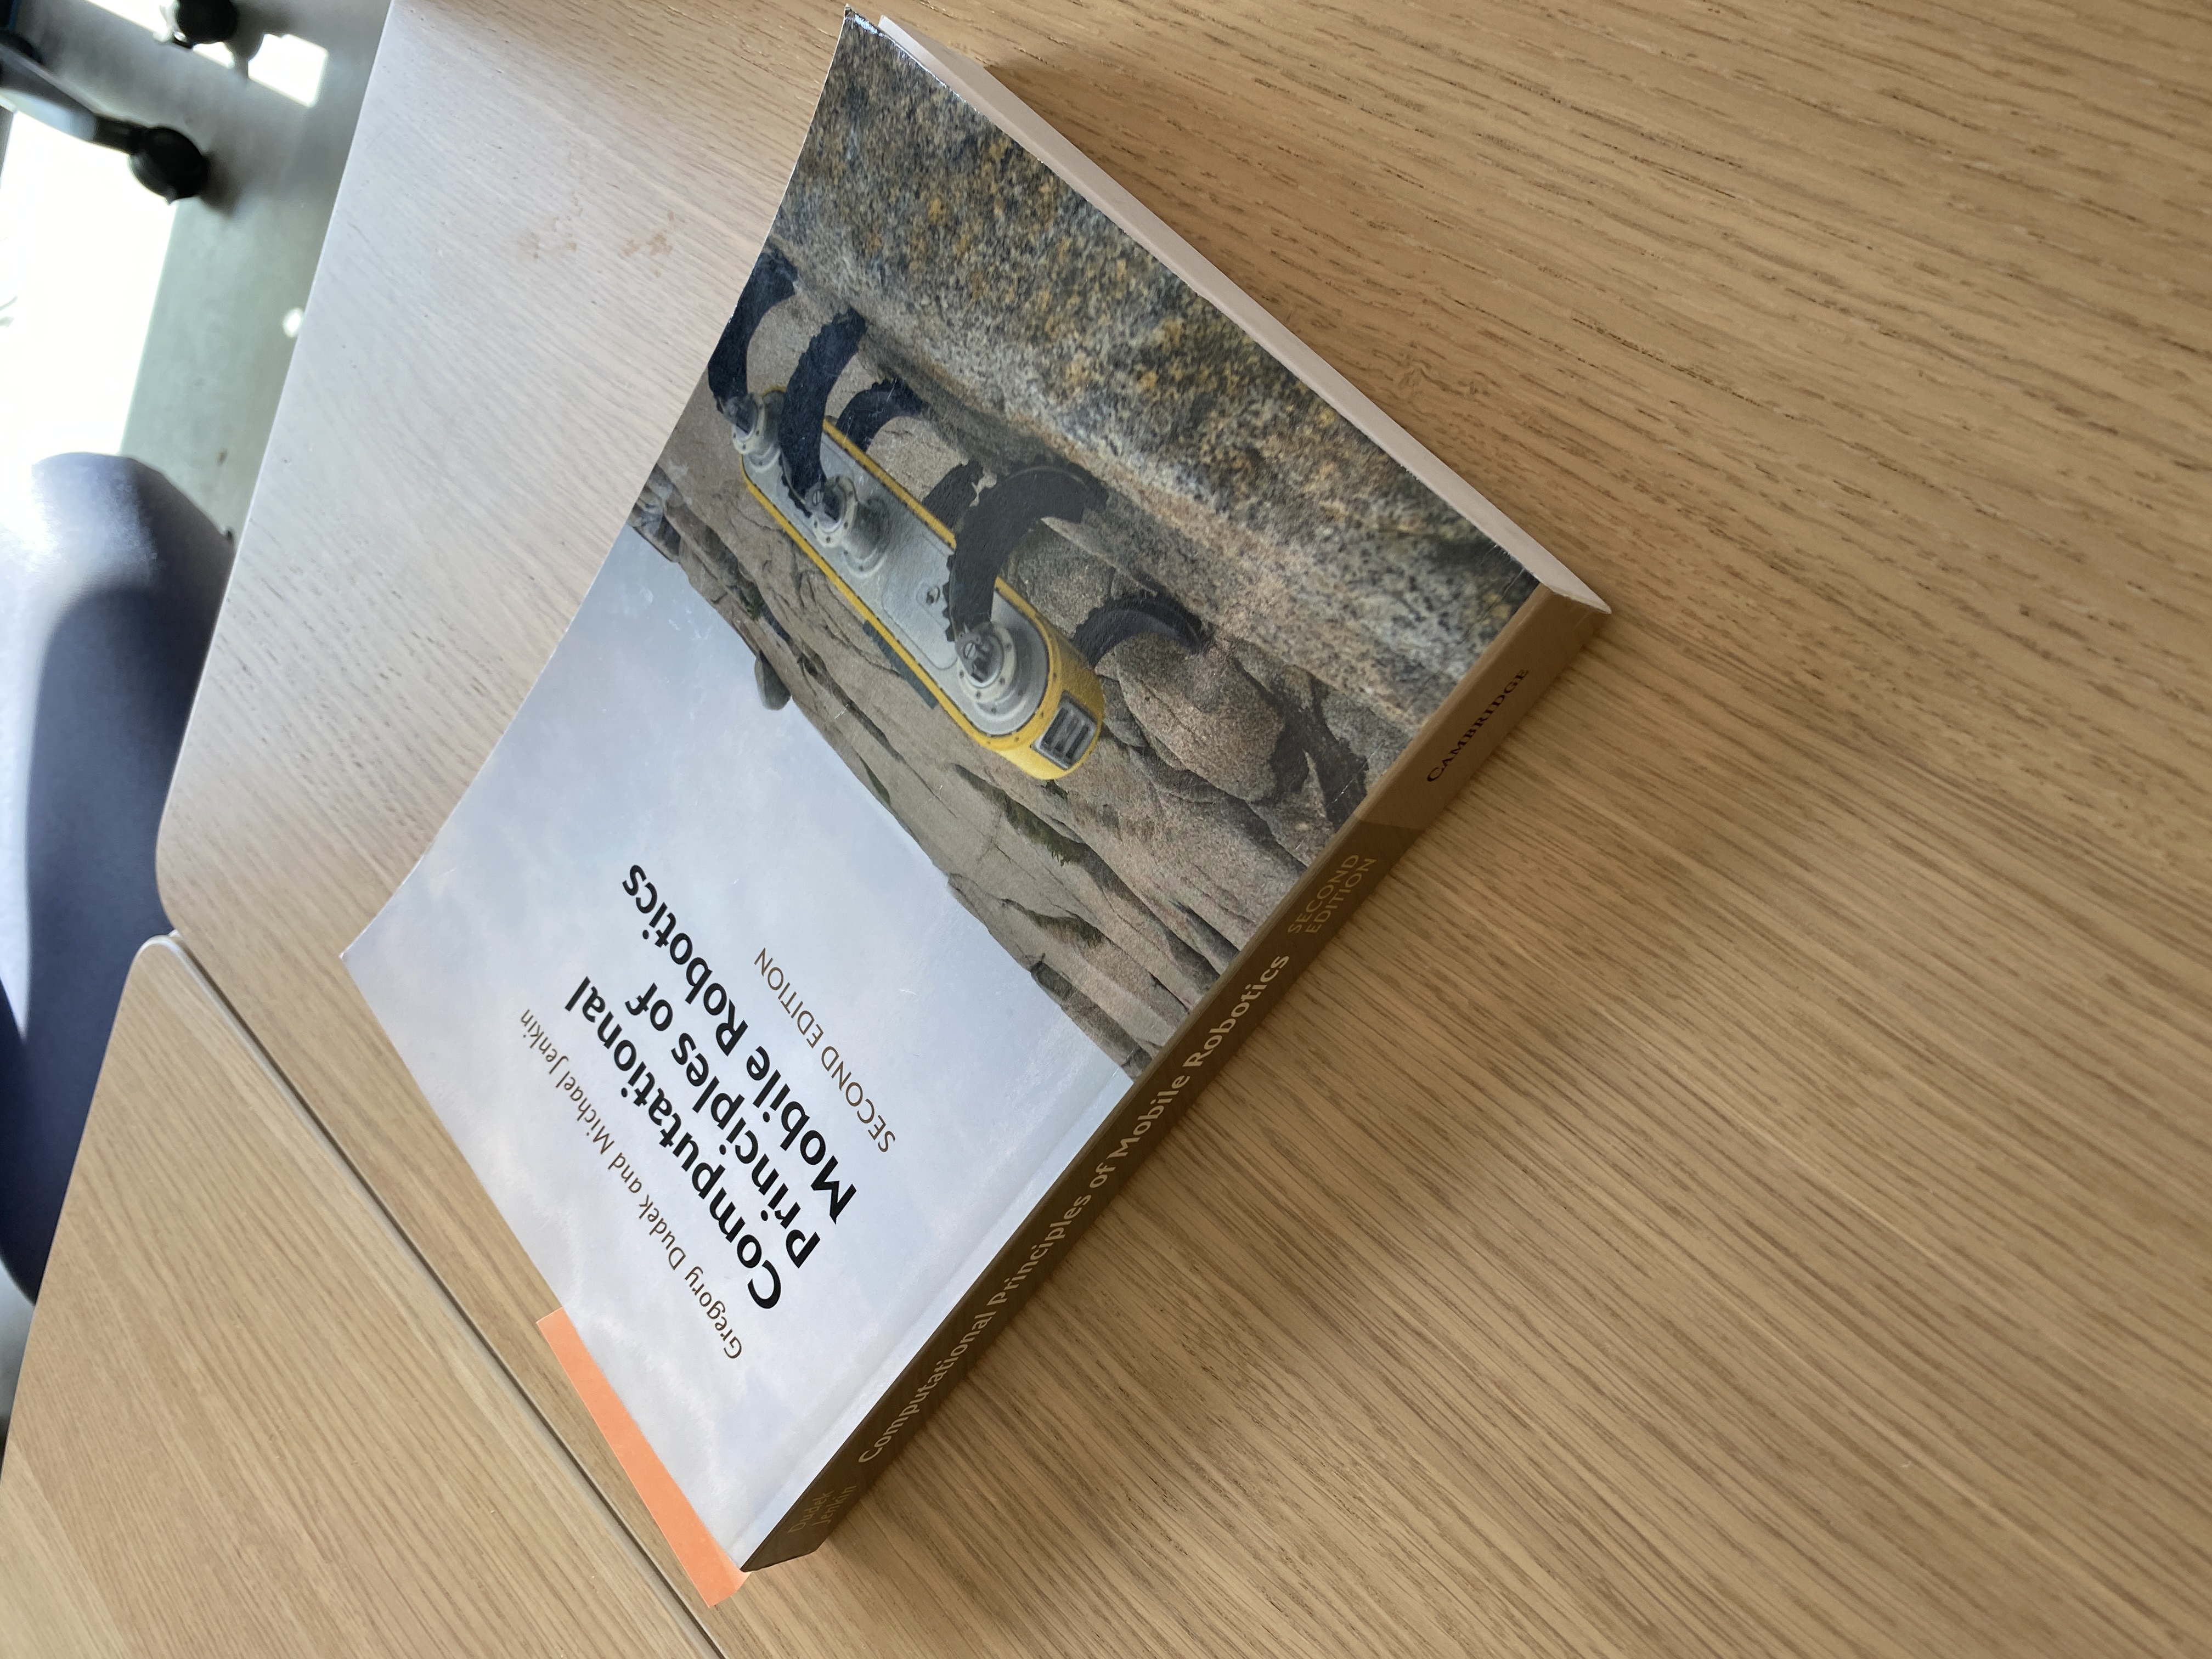 Gregory Dudek and Michael Jenkin
Computational
Principles of
Mobile Robotics
SECOND EDITION
Dudek
Jenkin
Computational Principles of Mobile Robotics
SECOND
EDITION
CAMBRIDGE